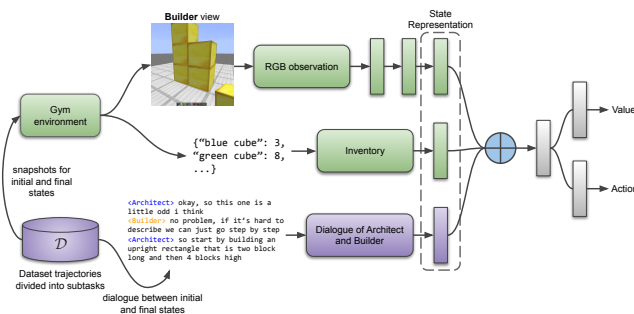 Builder view
State
Representation
RGB observation
Gym
environment
Value
{"blue cube": 3,
"green cube": 8,
...}
Inventory
snapshots for
initial and final
states
Action
<Architect> okay, so this one is a
little odd i think
<Builder> no problem, if it's hard to
describe we can just go step by step
<Architect> so start by building an
upright rectangle that is two block
long and then 4 blocks high
Dialogue of Architect
and Builder
D
Dataset trajectories
divided into subtasks
dialogue between initial
and final states